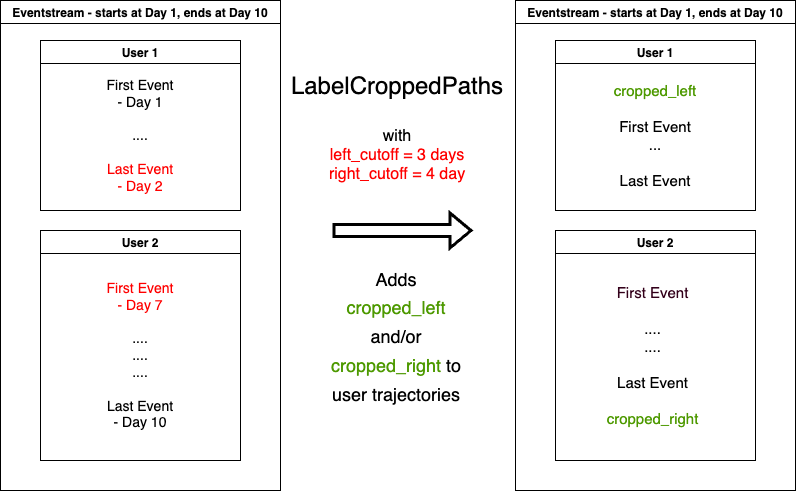 Eventstream - starts at Day 1, ends at Day 10
User 1
First Event
- Day 1
....
Last Event
- Day 2
User 2
First Event
- Day 7
....
....
....
Last Event
- Day 10
LabelCroppedPaths
with
left_cutoff = 3 days
right_cutoff = 4 day
Adds
cropped_left
and/or
cropped_right to
user trajectories
Eventstream - starts at Day 1, ends at Day 10
User 1
cropped_left
First Event
...
Last Event
User 2
First Event
....
....
Last Event
cropped_right